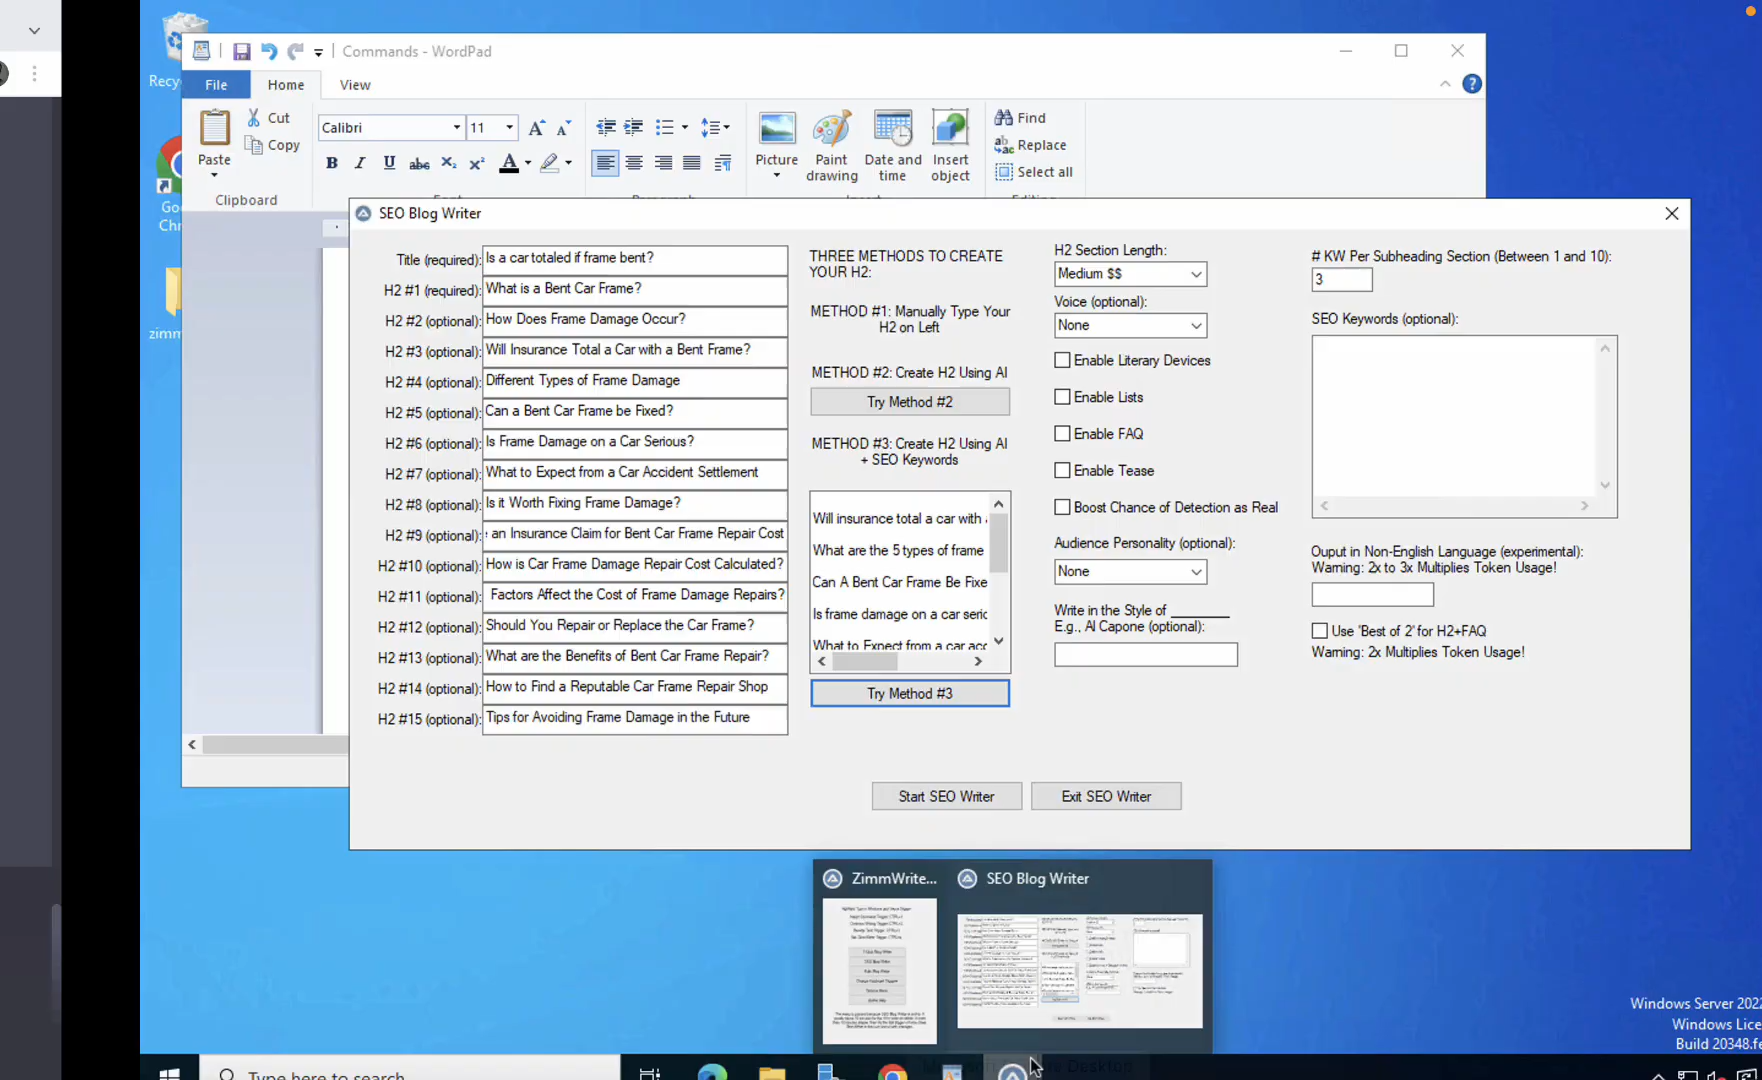 Commands - WordPad
File Home View
Paste
Cut
Copy
Clipboard
Calibri
11
Picture
Paint drawing
Date and time
Insert object
Find
Replace
Select all
SEO Blog Writer
Title (required): Is a car totaled if frame bent?
H2 #1 (required): What is a Bent Car Frame?
H2 #2 (optional): How Does Frame Damage Occur?
H2 #3 (optional): Will Insurance Total a Car with a Bent Frame?
H2 #4 (optional): Different Types of Frame Damage
H2 #5 (optional): Can a Bent Car Frame be Fixed?
H2 #6 (optional): Is Frame Damage on a Car Serious?
H2 #7 (optional): What to Expect from a Car Accident Settlement
H2 #8 (optional): Is it Worth Fixing Frame Damage?
H2 #9 (optional): an Insurance Claim for Bent Car Frame Repair Cost
H2 #10 (optional): How is Car Frame Damage Repair Cost Calculated?
H2 #11 (optional): Factors Affect the Cost of Frame Damage Repairs?
H2 #12 (optional): Should You Repair or Replace the Car Frame?
H2 #13 (optional): What are the Benefits of Bent Car Frame Repair?
H2 #14 (optional): How to Find a Reputable Car Frame Repair Shop
H2 #15 (optional): Tips for Avoiding Frame Damage in the Future
THREE METHODS TO CREATE
YOUR H2:
METHOD #1: Manually Type Your
H2 on Left
METHOD #2: Create H2 Using AI
Try Method #2
METHOD #3: Create H2 Using AI
+ SEO Keywords
Will insurance total a car with
What are the 5 types of frame
Can A Bent Car Frame Be Fixe
Is frame damage on a car serio
What to Expect from a car acc
Try Method #3
H2 Section Length:
Medium $$
Voice (optional):
None
Enable Literary Devices
Enable Lists
Enable FAQ
Enable Tease
Boost Chance of Detection as Real
Audience Personality (optional):
None
Write in the Style of ______
E.g., Al Capone (optional):
# KW Per Subheading Section (Between 1 and 10):
3
SEO Keywords (optional):
Ouput in Non-English Language (experimental):
Warning: 2x to 3x Multiplies Token Usage!
Use 'Best of 2' for H2+FAQ
Warning: 2x Multiplies Token Usage!
Start SEO Writer
Exit SEO Writer
ZimmWrite...
SEO Blog Writer
Recyc
Goo
Chr
zimm
Windows Server 202
Windows Lice
Build 20348.fe
Type here to search